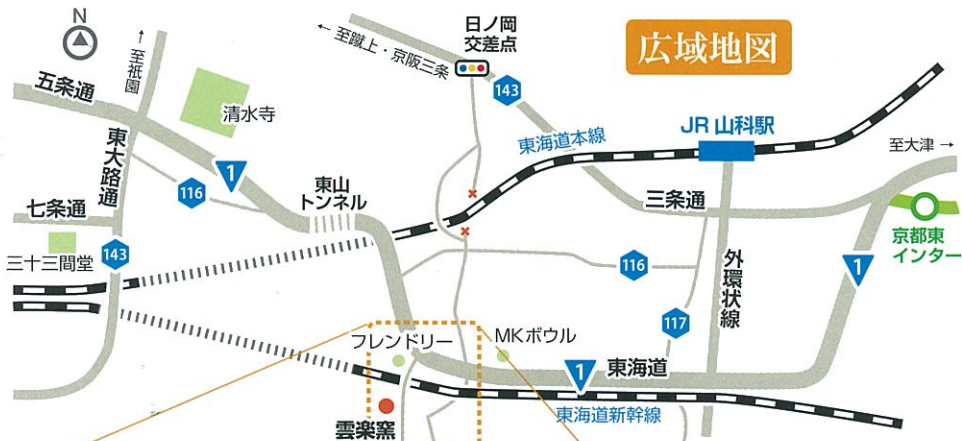 N
広域地図
日ノ岡
交差点
← 至蹴上・京阪三条
↑
至祇園
五条通
清水寺
143
JR 山科駅
東海道本線
至大津 →
東大路通
1
116
東山
トンネル
三条通
七条通
三十三間堂
143
京都東
インター
116
外環状線
1
117
フレンドリー
MKボウル
1
東海道
東海道新幹線
雲楽窯